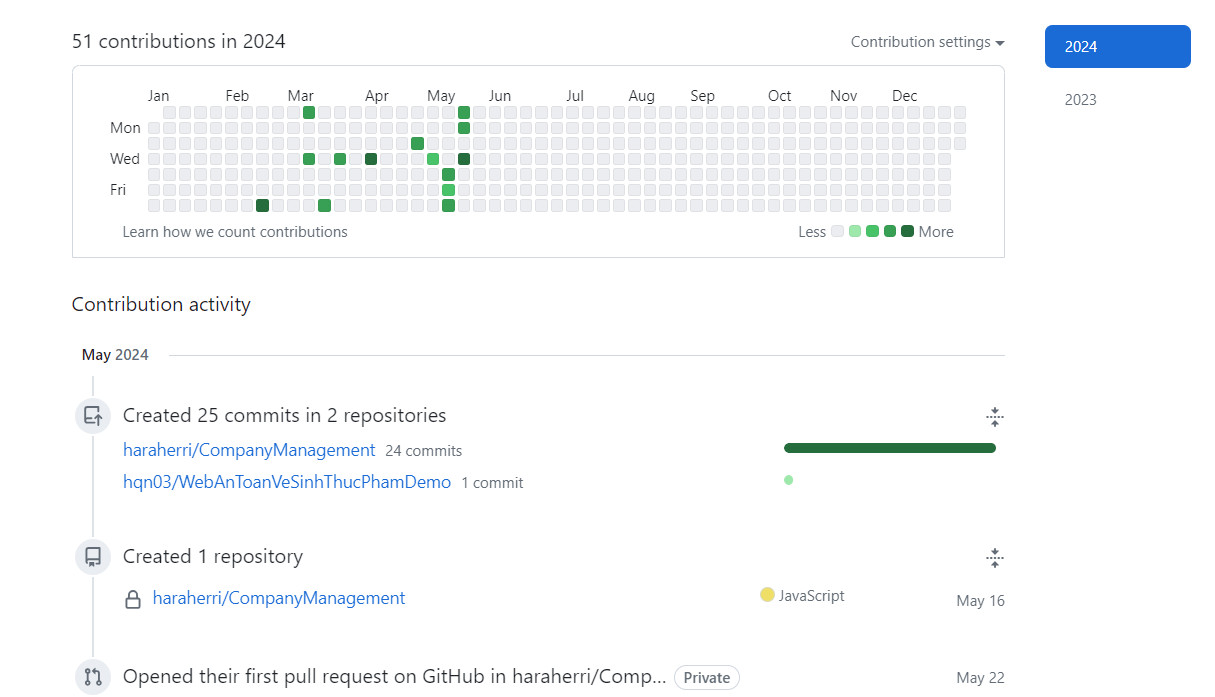 51 contributions in 2024
Contribution settings
2024
2023
Jan Feb Mar Apr May Jun Jul Aug Sep Oct Nov Dec
Mon
Wed
Fri
Learn how we count contributions
Less More
Contribution activity
May 2024
Created 25 commits in 2 repositories
haraherri/CompanyManagement 24 commits
hqn03/WebAnToanVeSinhThucPhamDemo 1 commit
Created 1 repository
haraherri/CompanyManagement JavaScript May 16
Opened their first pull request on GitHub in haraherri/Comp... Private May 22